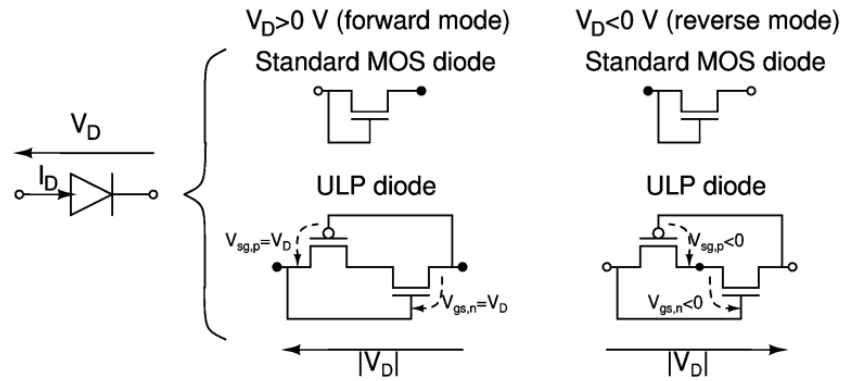 V_D>0 V (forward mode)
V_D<0 V (reverse mode)
Standard MOS diode
Standard MOS diode
V_D
I_D
ULP diode
ULP diode
V_sg,p=V_D
V_sg,p<0
V_gs,n=V_D
V_gs,n<0
|V_D|
|V_D|